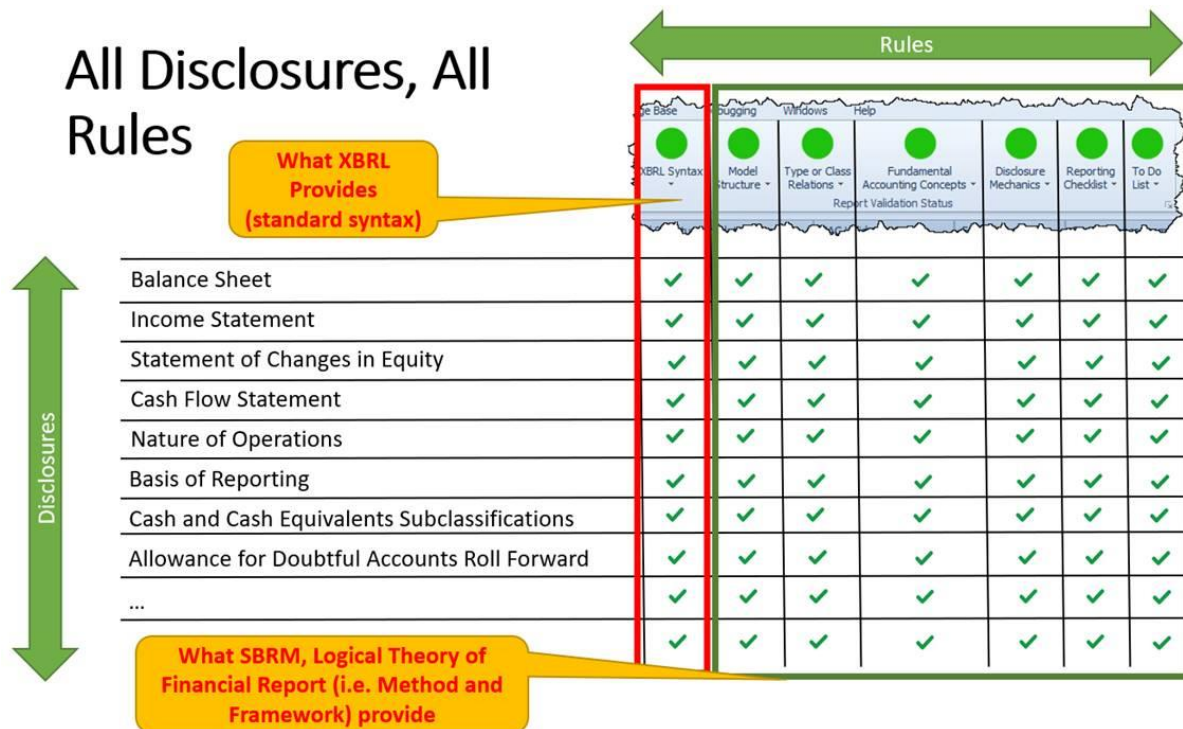 All Disclosures, All
Rules
Rules
What XBRL
Provides
(standard syntax)
ge Base
bugging
Windows
Help
XBRL Syntax
Model
Structure
Type or Class
Relations
Fundamental
Accounting Concepts
Disclosure
Mechanics
Reporting
Checklist
To Do
List
Report Validation Status
Disclosures
Balance Sheet
Income Statement
Statement of Changes in Equity
Cash Flow Statement
Nature of Operations
Basis of Reporting
Cash and Cash Equivalents Subclassifications
Allowance for Doubtful Accounts Roll Forward
...
What SBRM, Logical Theory of
Financial Report (i.e. Method and
Framework) provide